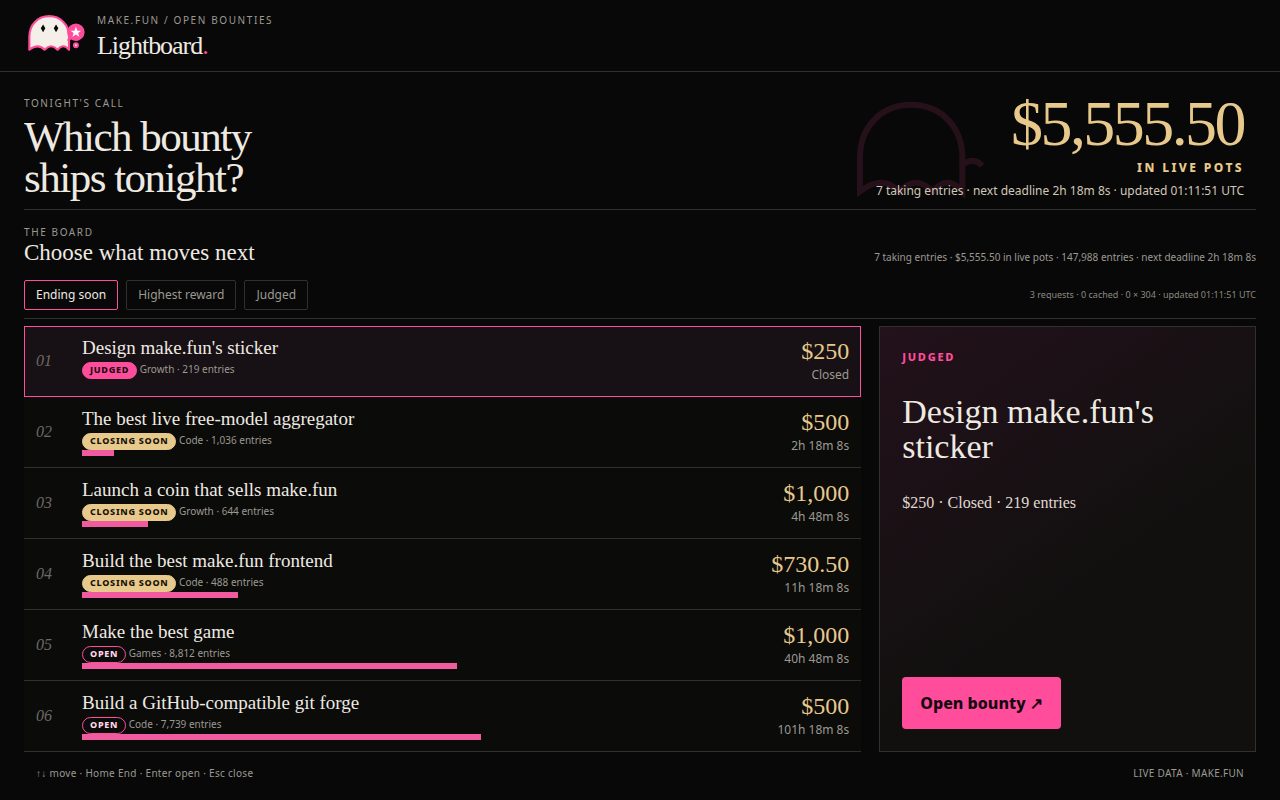 MAKE.FUN / OPEN BOUNTIES
Lightboard.
TONIGHT'S CALL
Which bounty
ships tonight?
$5,555.50
IN LIVE POTS
7 taking entries · next deadline 2h 18m 8s · updated 01:11:51 UTC
THE BOARD
Choose what moves next
7 taking entries · $5,555.50 in live pots · 147,988 entries · next deadline 2h 18m 8s
Ending soon
Highest reward
Judged
3 requests · 0 cached · 0 × 304 · updated 01:11:51 UTC
01
Design make.fun's sticker
JUDGED Growth · 219 entries
$250
Closed
02
The best live free-model aggregator
CLOSING SOON Code · 1,036 entries
$500
2h 18m 8s
03
Launch a coin that sells make.fun
CLOSING SOON Growth · 644 entries
$1,000
4h 48m 8s
04
Build the best make.fun frontend
CLOSING SOON Code · 488 entries
$730.50
11h 18m 8s
05
Make the best game
OPEN Games · 8,812 entries
$1,000
40h 48m 8s
06
Build a GitHub-compatible git forge
OPEN Code · 7,739 entries
$500
101h 18m 8s
JUDGED
Design make.fun's
sticker
$250 · Closed · 219 entries
Open bounty ↗
↑↓ move · Home End · Enter open · Esc close
LIVE DATA · MAKE.FUN